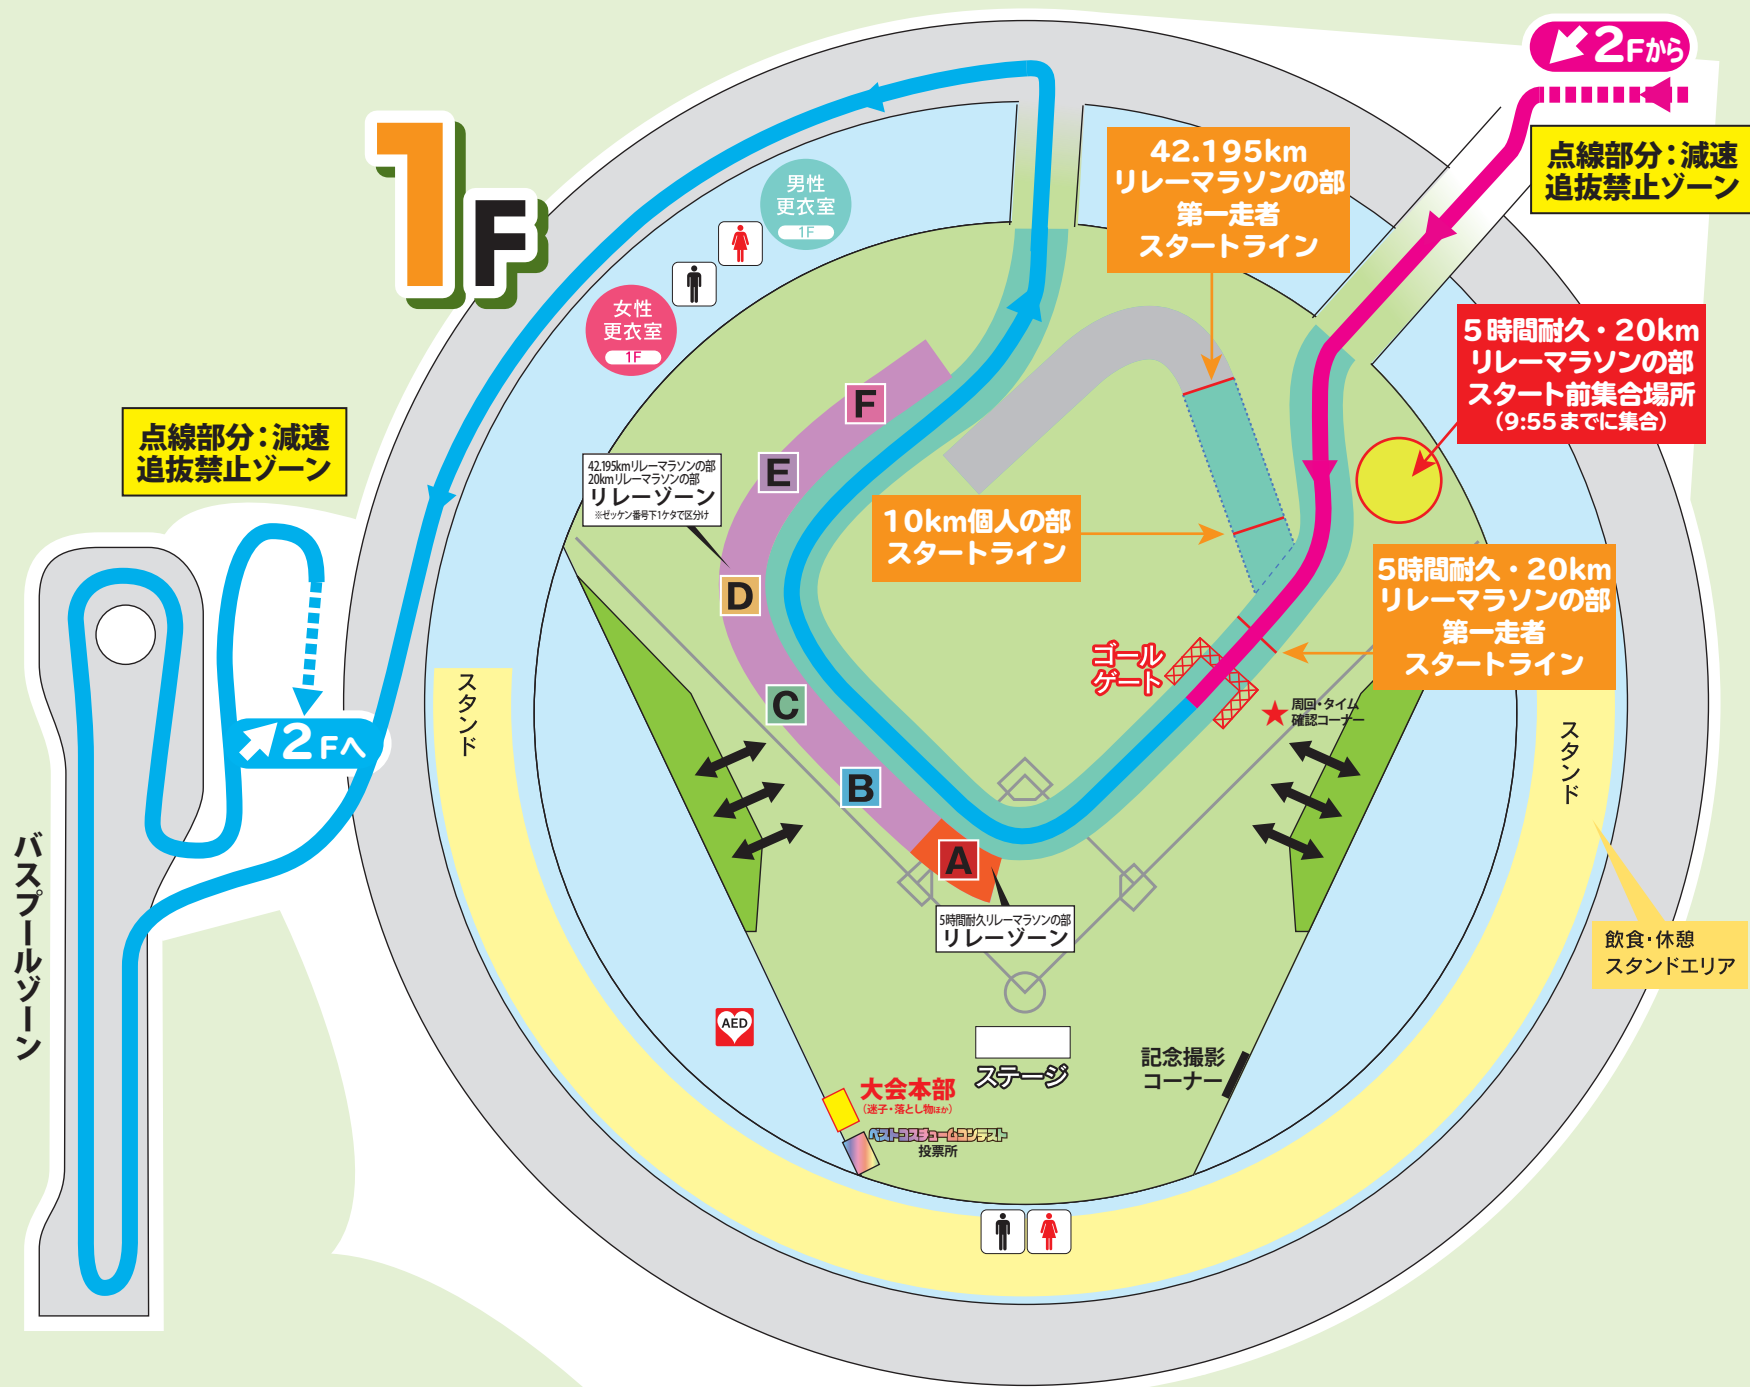 1F
2Fから
点線部分：減速
追抜禁止ゾーン
42.195km
リレーマラソンの部
第一走者
スタートライン
男性
更衣室
1F
女性
更衣室
1F
5時間耐久・20km
リレーマラソンの部
スタート前集合場所
（9:55までに集合）
点線部分：減速
追抜禁止ゾーン
F
E
42.195kmリレーマラソンの部
20kmリレーマラソンの部
リレーゾーン
※ゼッケン番号下1ケタで区分け
10km個人の部
スタートライン
5時間耐久・20km
リレーマラソンの部
第一走者
スタートライン
D
ゴール
ゲート
C
周回・タイム
確認コーナー
スタンド
スタンド
2Fへ
B
A
バスプールゾーン
5時間耐久リレーマラソンの部
リレーゾーン
飲食・休憩
スタンドエリア
AED
ステージ
記念撮影
コーナー
大会本部
（迷子・落とし物ほか）
ベストコスチュームコンテスト
投票所